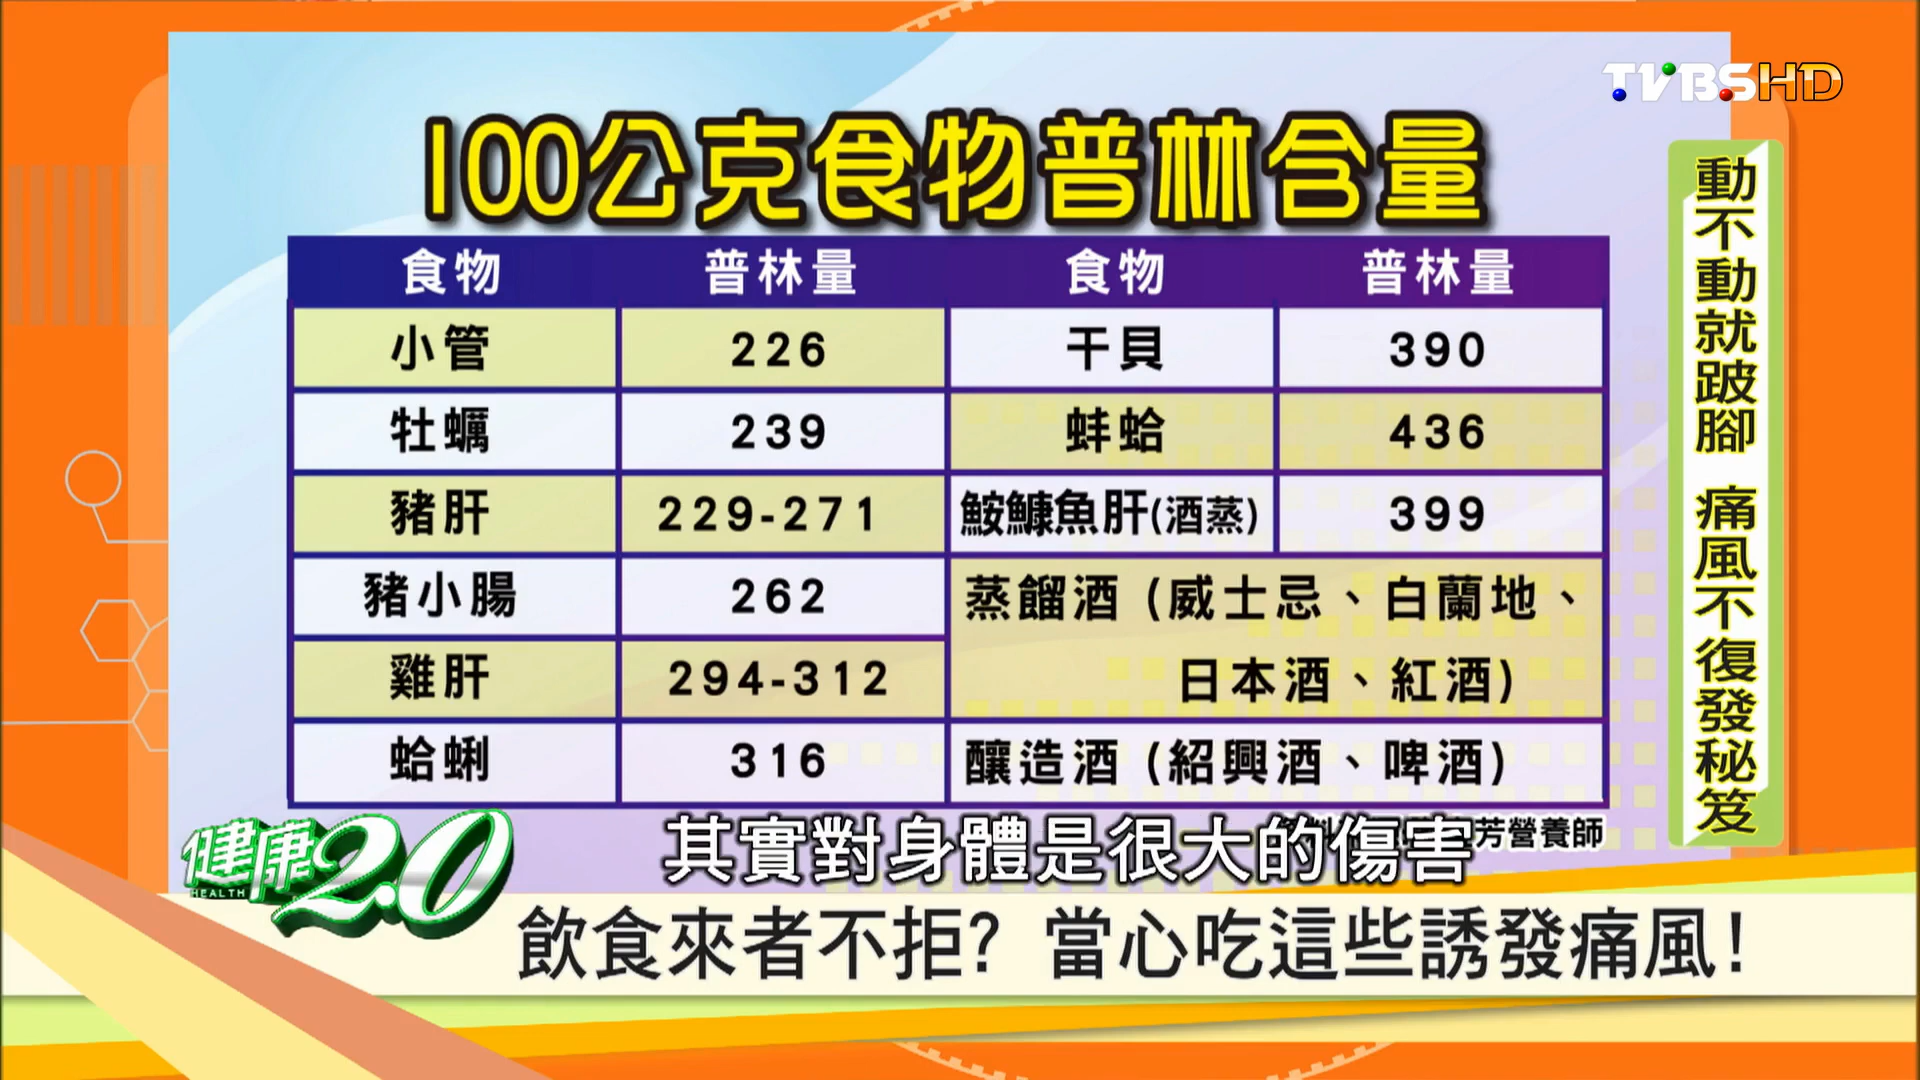 TVBS HD
100公克食物普林含量
食物 普林量 食物 普林量
小管 226 干貝 390
牡蠣 239 蚌蛤 436
豬肝 229-271 鮟鱇魚肝(酒蒸) 399
豬小腸 262 蒸餾酒(威士忌、白蘭地、
雞肝 294-312 日本酒、紅酒)
蛤蜊 316 釀造酒(紹興酒、啤酒)
芳營養師
其實對身體是很大的傷害
健康2.0
HEALTH
飲食來者不拒? 當心吃這些誘發痛風!
動不動就跛腳 痛風不復發秘笈